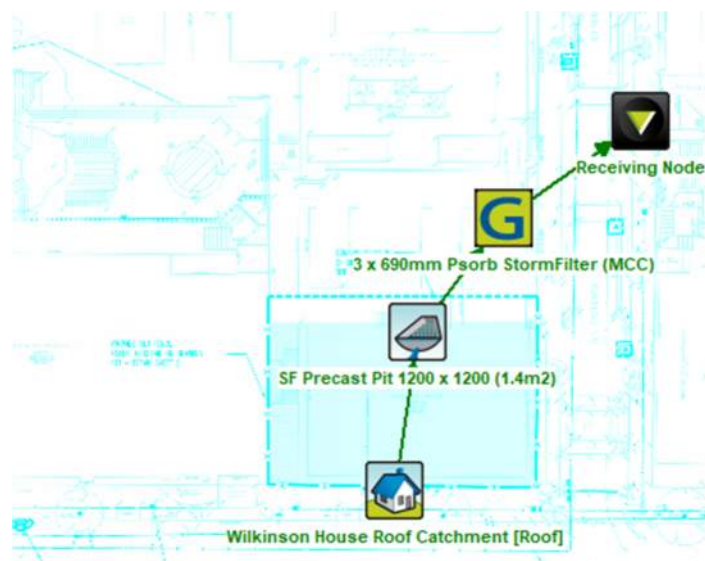 Receiving Node
G
3 x 690mm Psorb StormFilter (MCC)
SF Precast Pit 1200 x 1200 (1.4m2)
Wilkinson House Roof Catchment [Roof]